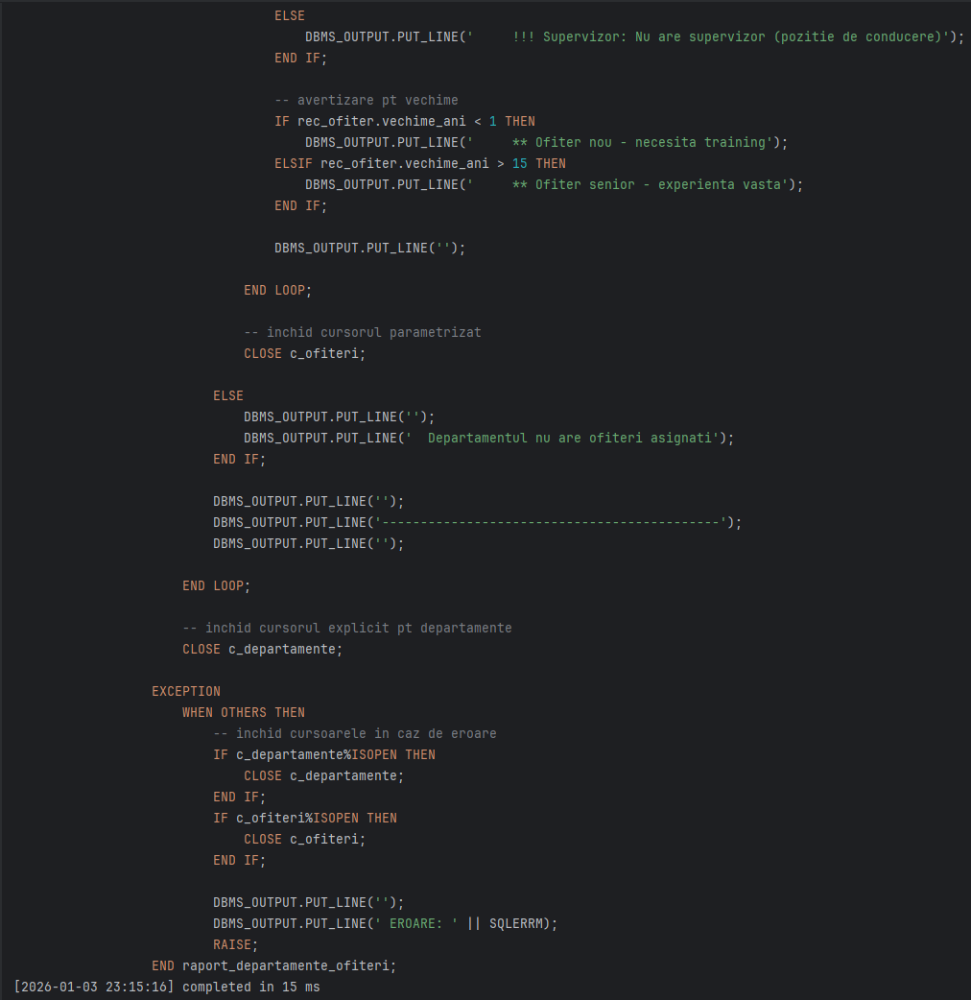 ELSE
DBMS_OUTPUT.PUT_LINE('     !!! Supervizor: Nu are supervizor (pozitie de conducere)');
END IF;
-- avertizare pt vechime
IF rec_ofiter.vechime_ani < 1 THEN
DBMS_OUTPUT.PUT_LINE('     ** Ofiter nou - necesita training');
ELSIF rec_ofiter.vechime_ani > 15 THEN
DBMS_OUTPUT.PUT_LINE('     ** Ofiter senior - experienta vasta');
END IF;
DBMS_OUTPUT.PUT_LINE('');
END LOOP;
-- inchid cursorul parametrizat
CLOSE c_ofiteri;
ELSE
DBMS_OUTPUT.PUT_LINE('');
DBMS_OUTPUT.PUT_LINE('  Departamentul nu are ofiteri asignati');
END IF;
DBMS_OUTPUT.PUT_LINE('');
DBMS_OUTPUT.PUT_LINE('--------------------------------------------');
DBMS_OUTPUT.PUT_LINE('');
END LOOP;
-- inchid cursorul explicit pt departamente
CLOSE c_departamente;
EXCEPTION
WHEN OTHERS THEN
-- inchid cursoarele in caz de eroare
IF c_departamente%ISOPEN THEN
CLOSE c_departamente;
END IF;
IF c_ofiteri%ISOPEN THEN
CLOSE c_ofiteri;
END IF;
DBMS_OUTPUT.PUT_LINE('');
DBMS_OUTPUT.PUT_LINE(' EROARE: ' || SQLERRM);
RAISE;
END raport_departamente_ofiteri;
[2026-01-03 23:15:16] completed in 15 ms